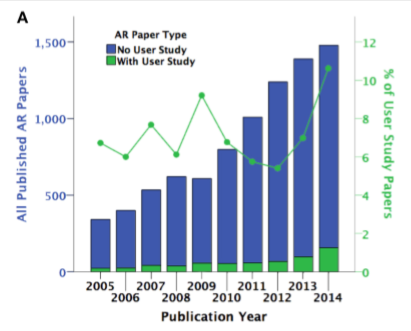 A
AR Paper Type
No User Study
With User Study
All Published AR Papers
1,500
1,000
500
0
% of User Study Papers
12
10
8
6
4
2
0
2005 2007 2009 2011 2013
2006 2008 2010 2012 2014
Publication Year